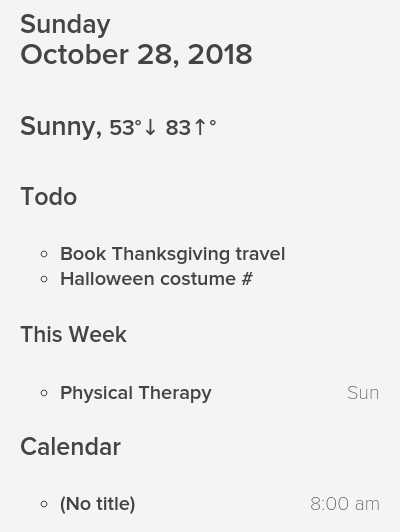 Sunday
October 28, 2018
Sunny, 53°↓ 83↑°
Todo
Book Thanksgiving travel
Halloween costume #
This Week
Physical Therapy Sun
Calendar
(No title) 8:00 am